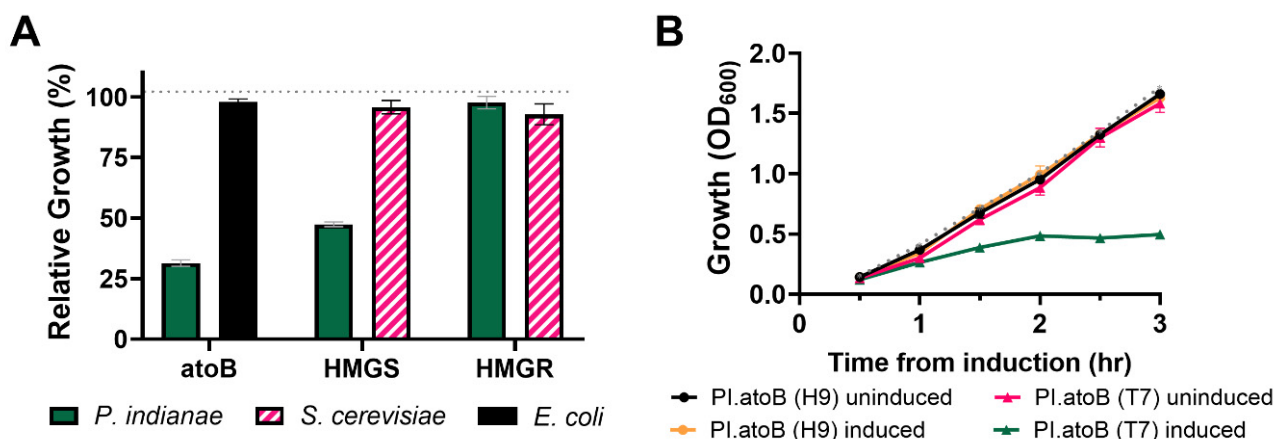 A
Relative Growth (%)
100
75
50
25
0
atoB HMGS HMGR
P. indianae S. cerevisiae E. coli
B
Growth (OD600)
2.0
1.5
1.0
0.5
0.0
0 1 2 3
Time from induction (hr)
PI.atoB (H9) uninduced PI.atoB (T7) uninduced
PI.atoB (H9) induced PI.atoB (T7) induced